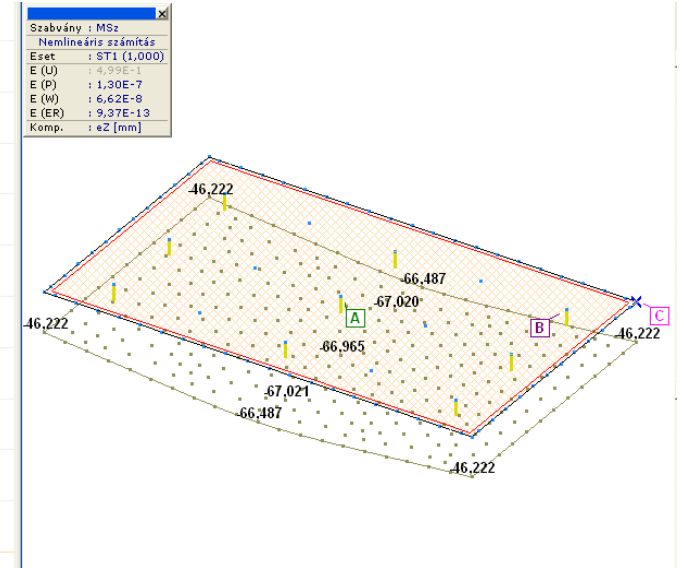 Szabvány : MSz
Nemlineáris számítás
Eset : ST1 (1,000)
E (U) : 4,99E-1
E (P) : 1,30E-7
E (W) : 6,62E-8
E (ER) : 9,37E-13
Komp. : eZ [mm]
-46,222
-66,487
-67,020
A
B
C
-46,222
-46,222
-66,965
-67,021
-66,487
-46,222